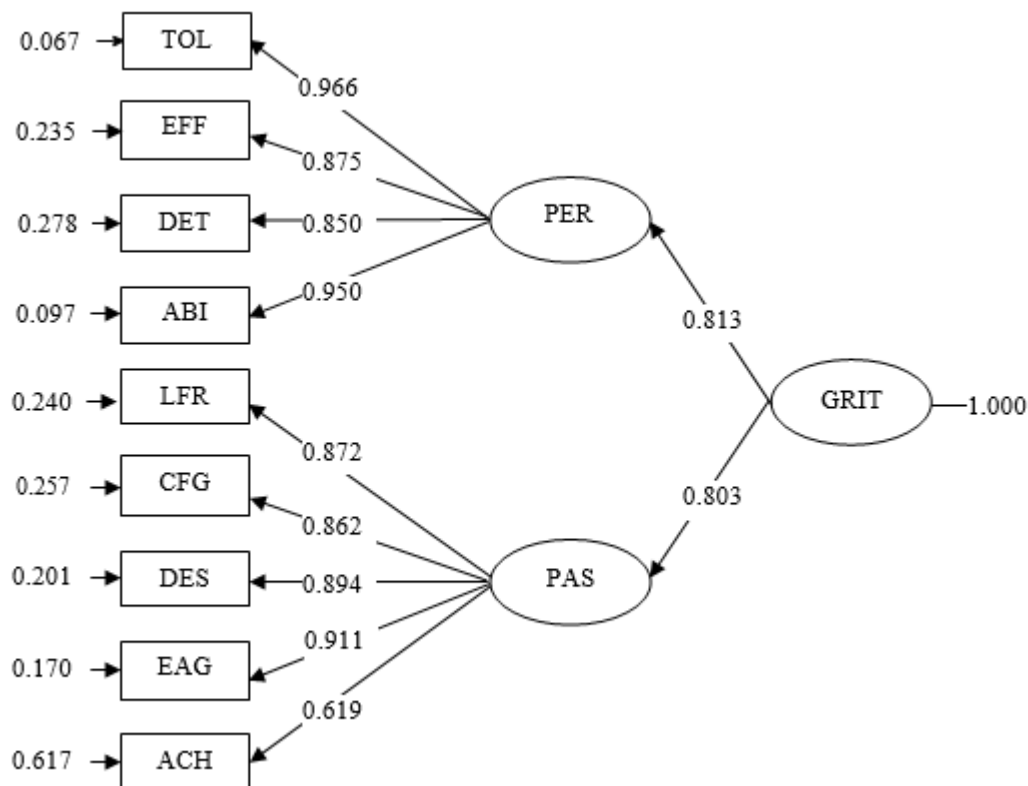 0.067 TOL
0.966
0.235 EFF
0.875
0.278 DET 0.850 PER
0.950
0.097 ABI
0.813
0.240 LFR
GRIT 1.000
0.872
0.257 CFG
0.803
0.862
0.201 DES 0.894 PAS
0.911
0.170 EAG
0.619
0.617 ACH